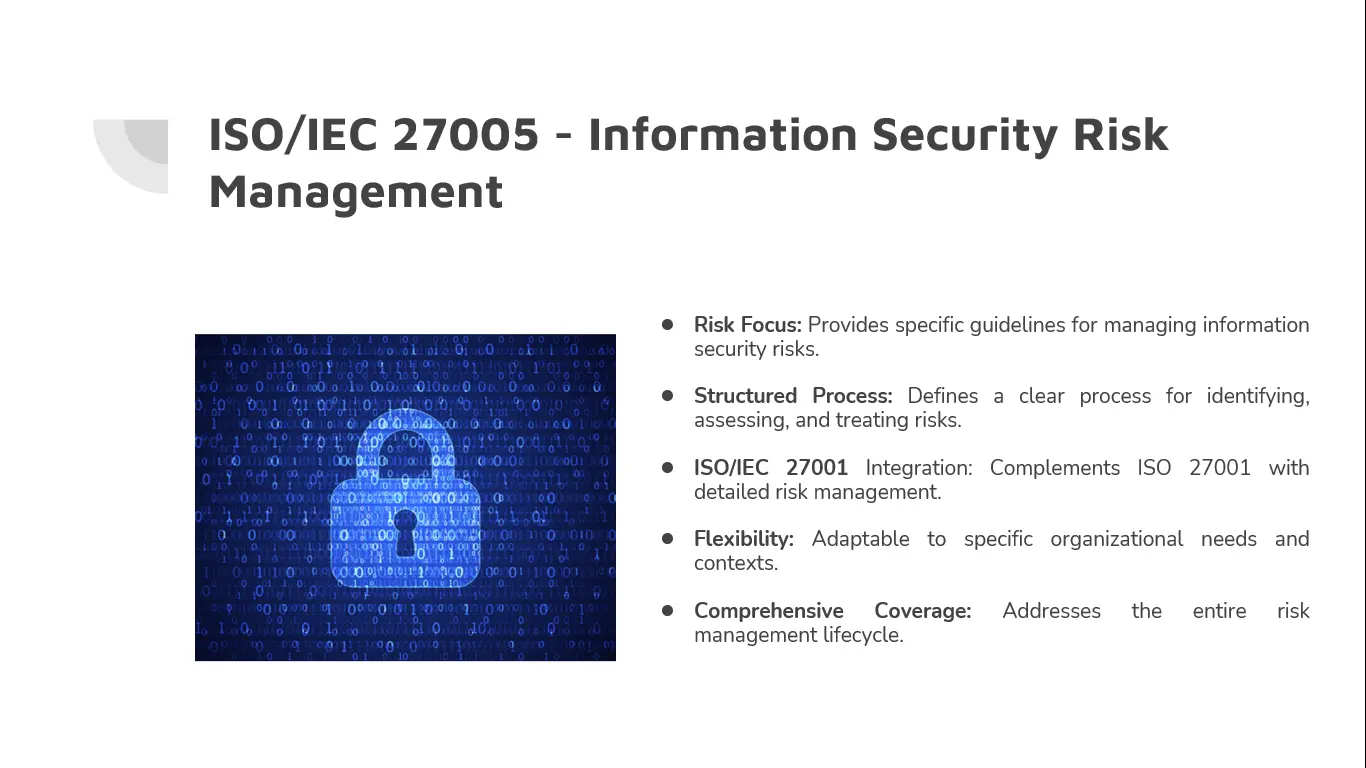 ISO/IEC 27005 - Information Security Risk
Management
● Risk Focus: Provides specific guidelines for managing information
security risks.
● Structured Process: Defines a clear process for identifying,
assessing, and treating risks.
● ISO/IEC 27001 Integration: Complements ISO 27001 with
detailed risk management.
● Flexibility: Adaptable to specific organizational needs and
contexts.
● Comprehensive Coverage: Addresses the entire risk
management lifecycle.